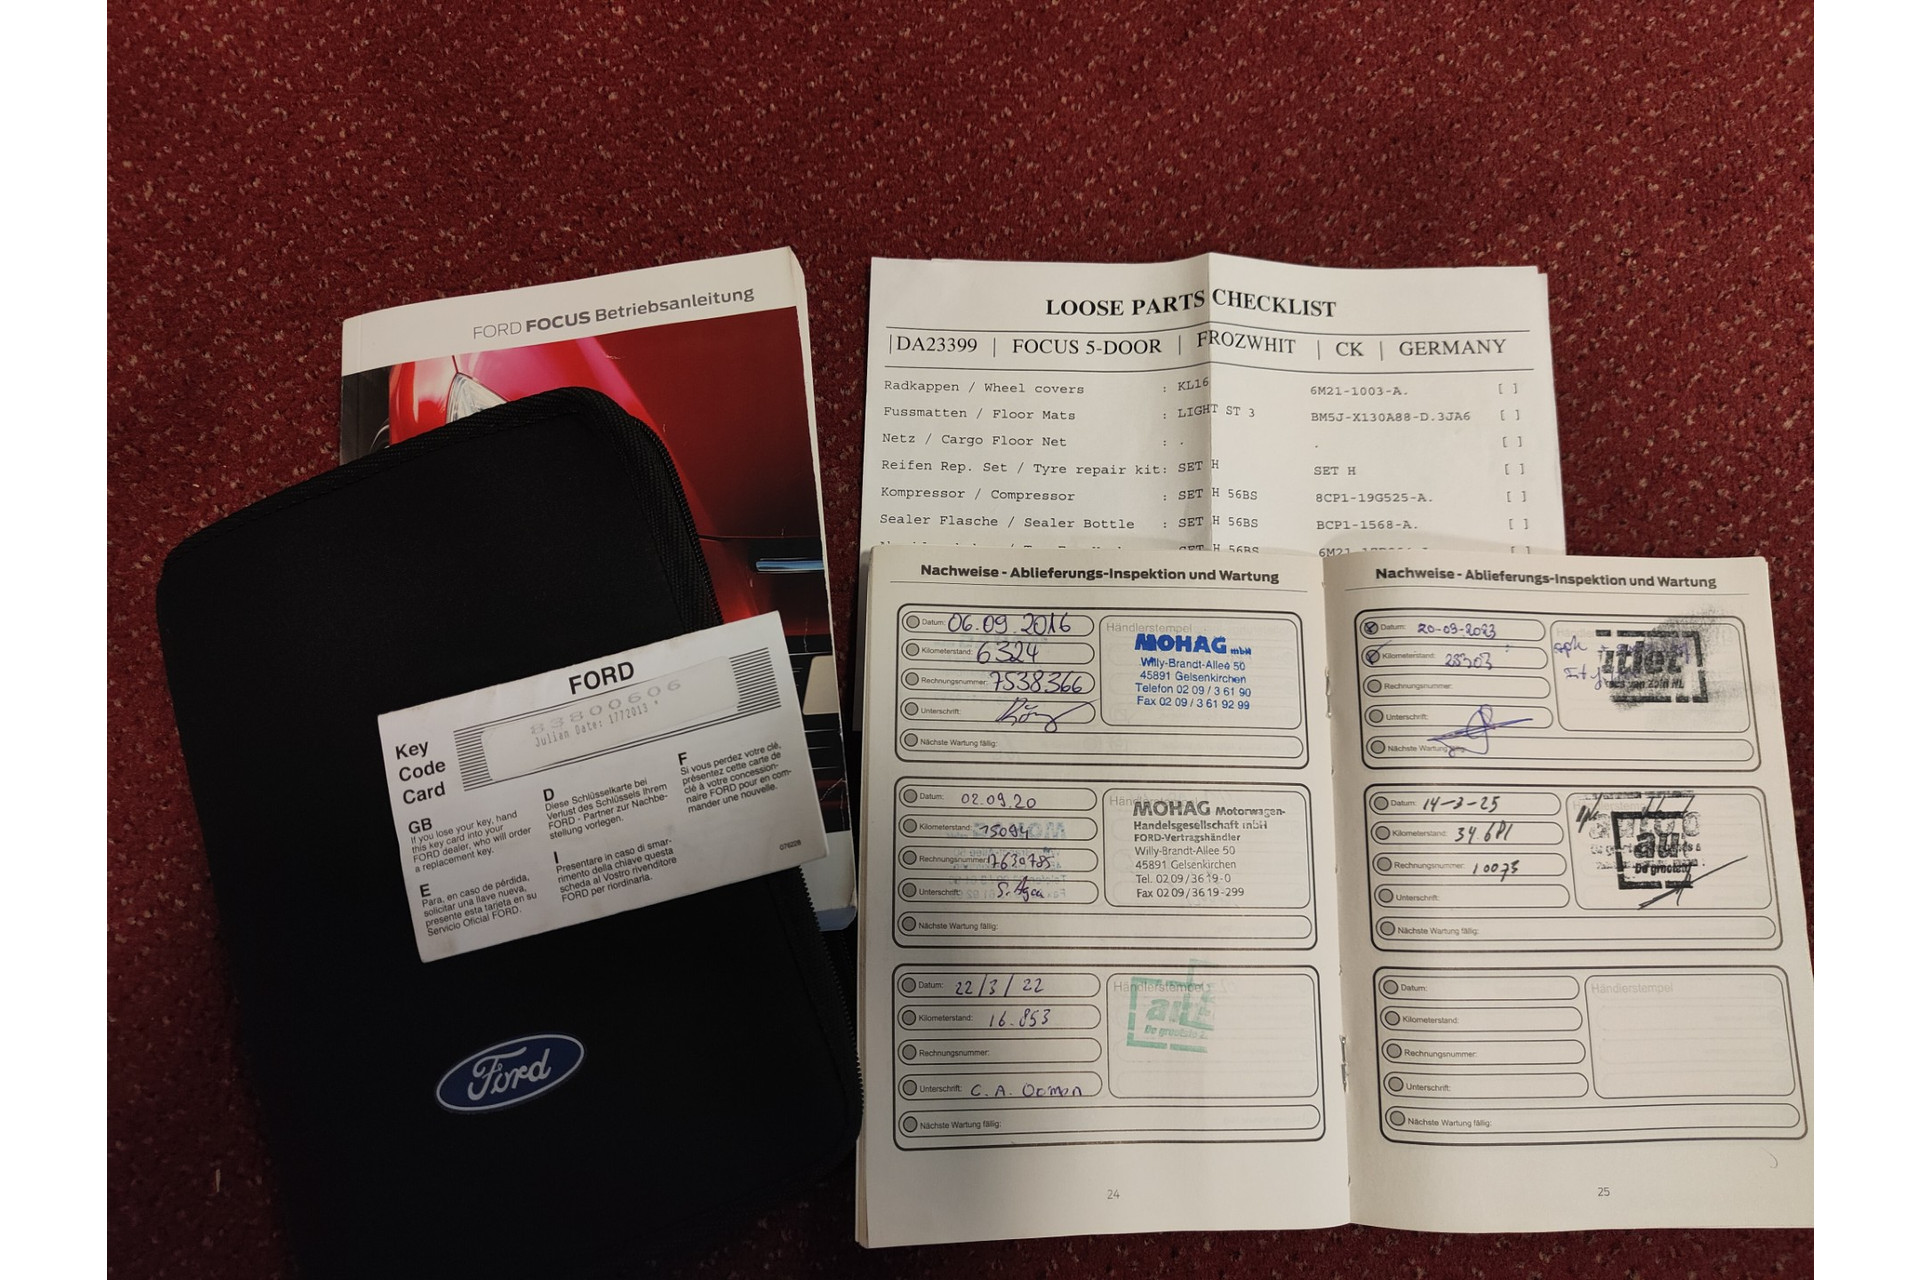 FORD FOCUS Betriebsanleitung
FORD
83800606
Julian Date: 1772013 *
Key
Code
Card
GB
If you lose your key, hand
this key card into your
FORD dealer, who will order
a replacement key.
E
Para, en caso de pérdida,
solicitar una llave nueva,
presente esta tarjeta en su
Servicio Oficial FORD.
D
Diese Schlüsselkarte bei
Verlust des Schlüssels Ihrem
FORD - Partner zur Nachbe-
stellung vorlegen.
I
Presentare in caso di smar-
rimento della chiave questa
scheda al Vostro rivenditore
FORD per riordinarla.
F
Si vous perdez votre clé,
présentez cette carte de
clé à votre concession-
naire FORD pour en com-
mander une nouvelle.
Ford
LOOSE PARTS CHECKLIST
|DA23399 | FOCUS 5-DOOR | FROZWHIT | CK | GERMANY
Radkappen / Wheel covers : KL16 6M21-1003-A. [ ]
Fussmatten / Floor Mats : LIGHT ST 3 BM5J-X130A88-D.3JA6 [ ]
Netz / Cargo Floor Net : . . [ ]
Reifen Rep. Set / Tyre repair kit: SET H SET H [ ]
Kompressor / Compressor : SET H 56BS 8CP1-19G525-A. [ ]
Sealer Flasche / Sealer Bottle : SET H 56BS BCP1-1568-A. [ ]
SET H 56BS
Nachweise - Ablieferungs-Inspektion und Wartung
Datum: 06.09.2016
Kilometerstand: 6324
Rechnungsnummer: 7538366
Unterschrift:
Nächste Wartung fällig:
Händlerstempel
MOHAG mbH
Willy-Brandt-Allee 50
45891 Gelsenkirchen
Telefon 02 09 / 3 61 90
Fax 02 09 / 3 61 92 99
Datum: 02.09.20
Kilometerstand: 15094
Rechnungsnummer: 7630785
Unterschrift:
Nächste Wartung fällig:
MOHAG Motorwagen-
Handelsgesellschaft mbH
FORD-Vertragshändler
Willy-Brandt-Allee 50
45891 Gelsenkirchen
Tel. 02 09 / 36 19-0
Fax 02 09 / 36 19-299
Datum: 22/3/22
Kilometerstand: 16.853
Rechnungsnummer:
Unterschrift: C. A. Ooman
Nächste Wartung fällig:
Händlerstempel
24
Nachweise - Ablieferungs-Inspektion und Wartung
Datum: 20-09-2023
Kilometerstand: 28303
Rechnungsnummer:
Unterschrift:
Nächste Wartung
Datum: 14-3-25
Kilometerstand: 34.681
Rechnungsnummer: 10073
Unterschrift:
Nächste Wartung fällig:
Datum:
Kilometerstand:
Rechnungsnummer:
Unterschrift:
Nächste Wartung fällig:
Händlerstempel
25